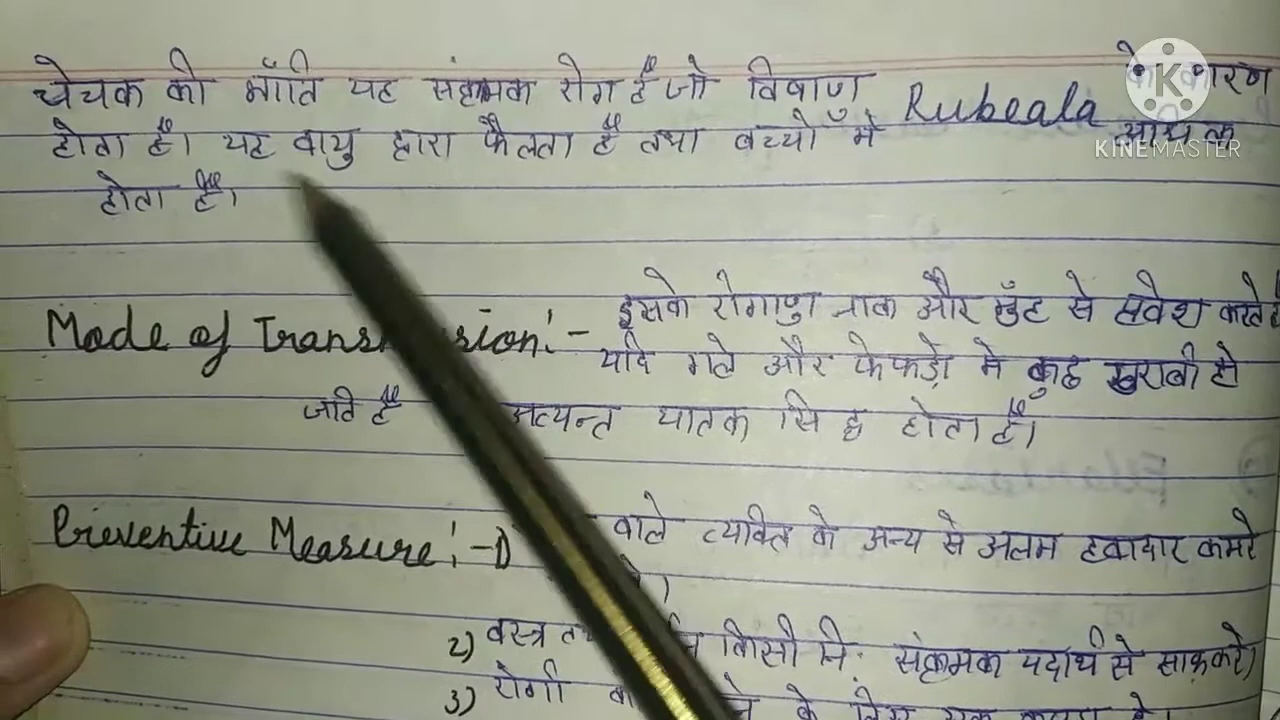 चेचक की भाँति यह संक्रामक रोग है जो विषाणु Rubeala के कारण
होता है। यह वायु द्वारा फैलता है तथा बच्चों में अधिक
होता है।
Mode of Transmission:- इसके रोगाणु नाक और मुँह से प्रवेश करते है
यदि गले और फेफड़ो मे कुछ खराबी हो
जाते है अत्यन्त घातक सिद्ध होता है।
Preventive Measure:-1) वाले व्यक्ति के अन्य से अलग हवादार कमरे
2) वस्त्र किसी नि: संक्रामक पदार्थ से साफ़ करे)
3) रोगी के लिए
K
KINEMASTER